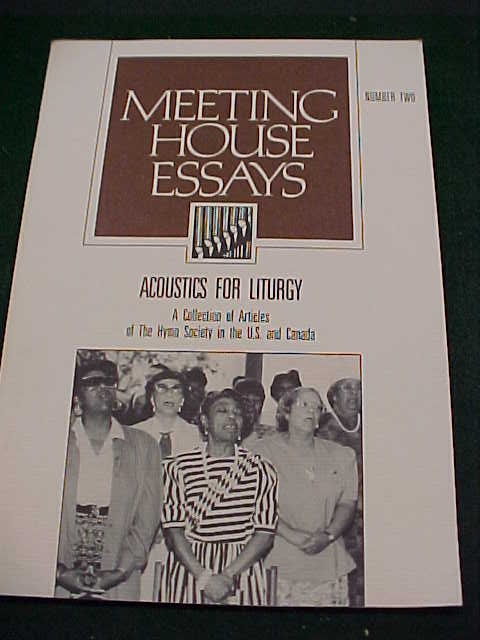 MEETING
HOUSE
ESSAYS
NUMBER TWO
ACOUSTICS FOR LITURGY
A Collection of Articles
of The Hymn Society in the U.S. and Canada